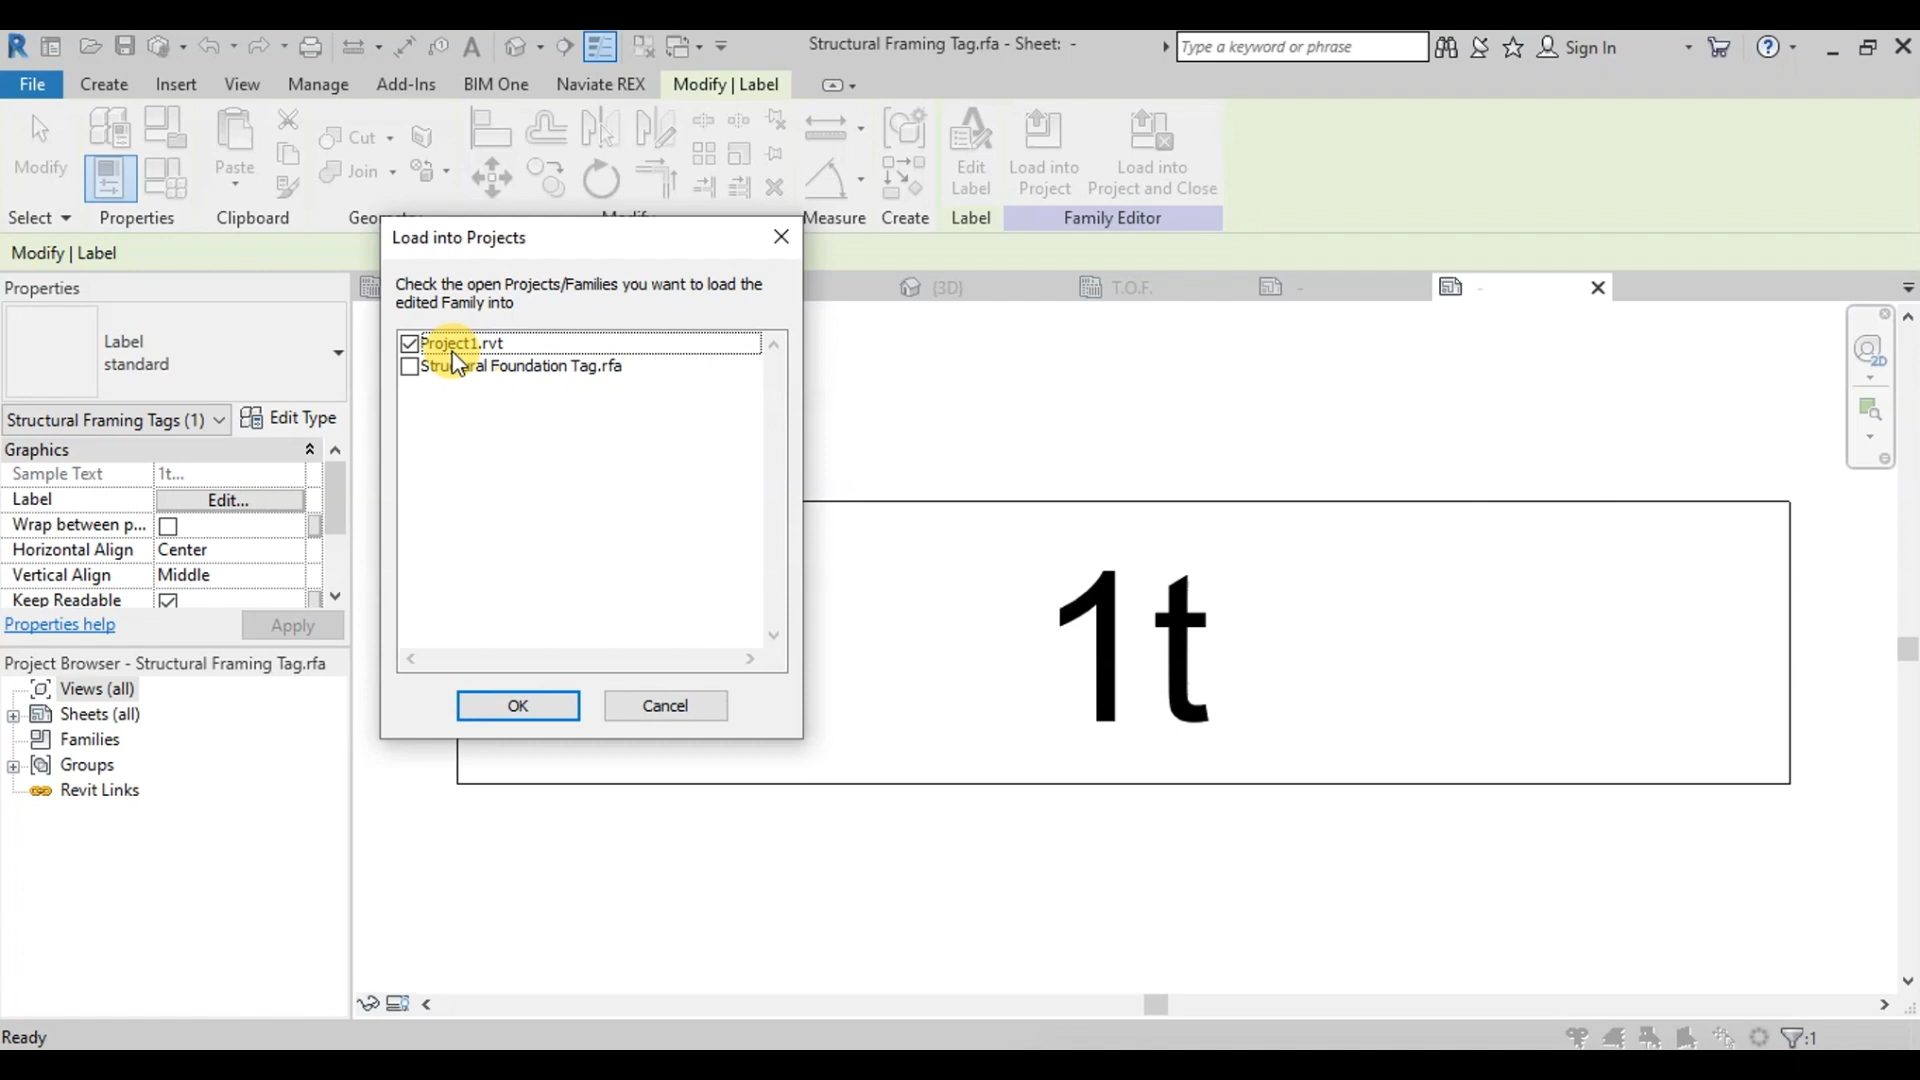 Structural Framing Tag.rfa - Sheet: -
Type a keyword or phrase
Sign In
File Create Insert View Manage Add-Ins BIM One Naviate REX Modify | Label
Modify
Paste
Cut
Join
Edit Label
Load into Project
Load into Project and Close
Select Properties Clipboard Measure Create Label Family Editor
Modify | Label
Properties
Label
standard
Structural Framing Tags (1)
Edit Type
Graphics
Sample Text 1t...
Label Edit...
Wrap between p...
Horizontal Align Center
Vertical Align Middle
Keep Readable
Properties help
Apply
Project Browser - Structural Framing Tag.rfa
Views (all)
Sheets (all)
Families
Groups
Revit Links
Load into Projects
Check the open Projects/Families you want to load the
edited Family into
Project1.rvt
Foundation Tag.rfa
OK
Cancel
{3D}
T.O.F.
-
-
2D
1t
Ready
:1